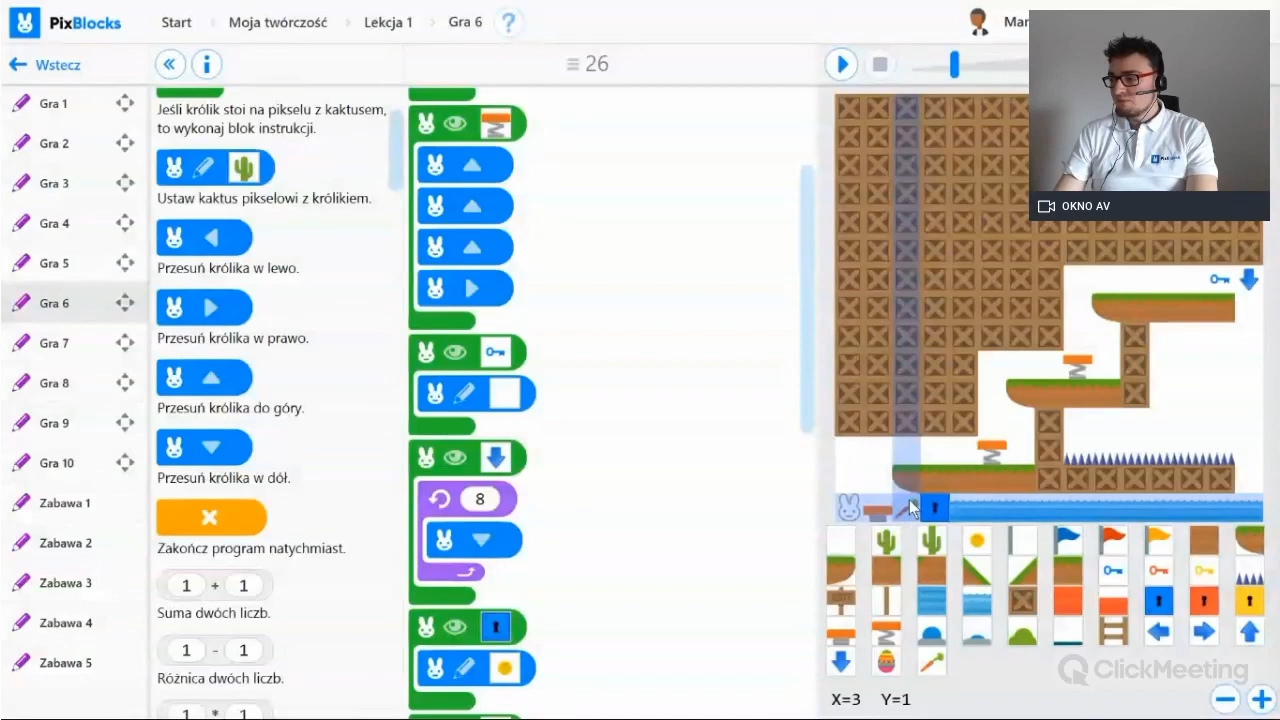 PixBlocks
Start
Moja twórczość
Lekcja 1
Gra 6
?
Mar
Wstecz
26
Gra 1
Gra 2
Gra 3
Gra 4
Gra 5
Gra 6
Gra 7
Gra 8
Gra 9
Gra 10
Zabawa 1
Zabawa 2
Zabawa 3
Zabawa 4
Zabawa 5
Jeśli królik stoi na pikselu z kaktusem,
to wykonaj blok instrukcji.
Ustaw kaktus pikselowi z królikiem.
Przesuń królika w lewo.
Przesuń królika w prawo.
Przesuń królika do góry.
Przesuń królika w dół.
Zakończ program natychmiast.
1 + 1
Suma dwóch liczb.
1 - 1
Różnica dwóch liczb.
1 * 1
8
PixBlocks
OKNO AV
EXIT
ClickMeeting
X=3 Y=1